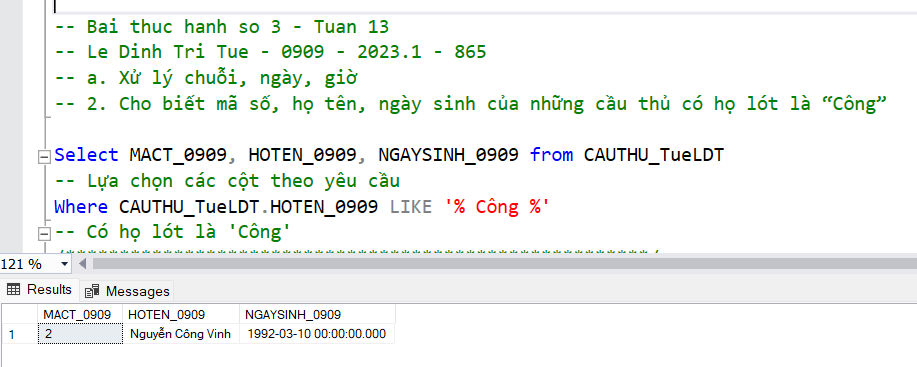 -- Bai thuc hanh so 3 - Tuan 13
-- Le Dinh Tri Tue - 0909 - 2023.1 - 865
-- a. Xử lý chuỗi, ngày, giờ
-- 2. Cho biết mã số, họ tên, ngày sinh của những cầu thủ có họ lót là “Công”
Select MACT_0909, HOTEN_0909, NGAYSINH_0909 from CAUTHU_TueLDT
-- Lựa chọn các cột theo yêu cầu
Where CAUTHU_TueLDT.HOTEN_0909 LIKE '% Công %'
-- Có họ lót là 'Công'
121 %
Results Messages
MACT_0909 HOTEN_0909 NGAYSINH_0909
1 2 Nguyễn Công Vinh 1992-03-10 00:00:00.000